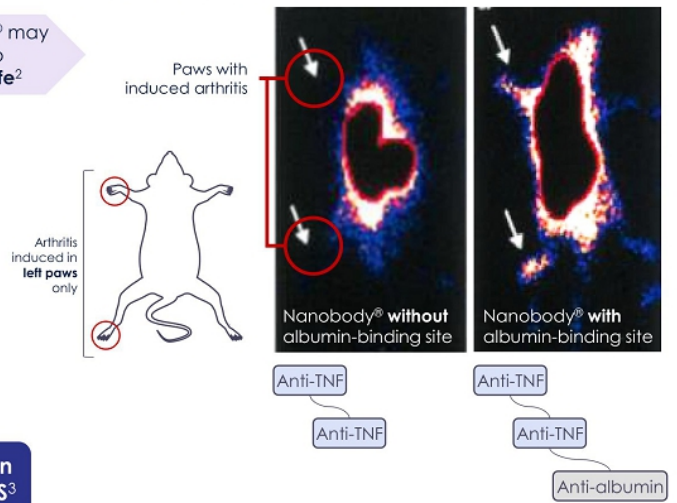 ® may
o
fe²
Paws with
induced arthritis
Arthritis
induced in
left paws
only
Nanobody® without
albumin-binding site
Nanobody® with
albumin-binding site
Anti-TNF
Anti-TNF
Anti-TNF
Anti-TNF
Anti-albumin
n
s³